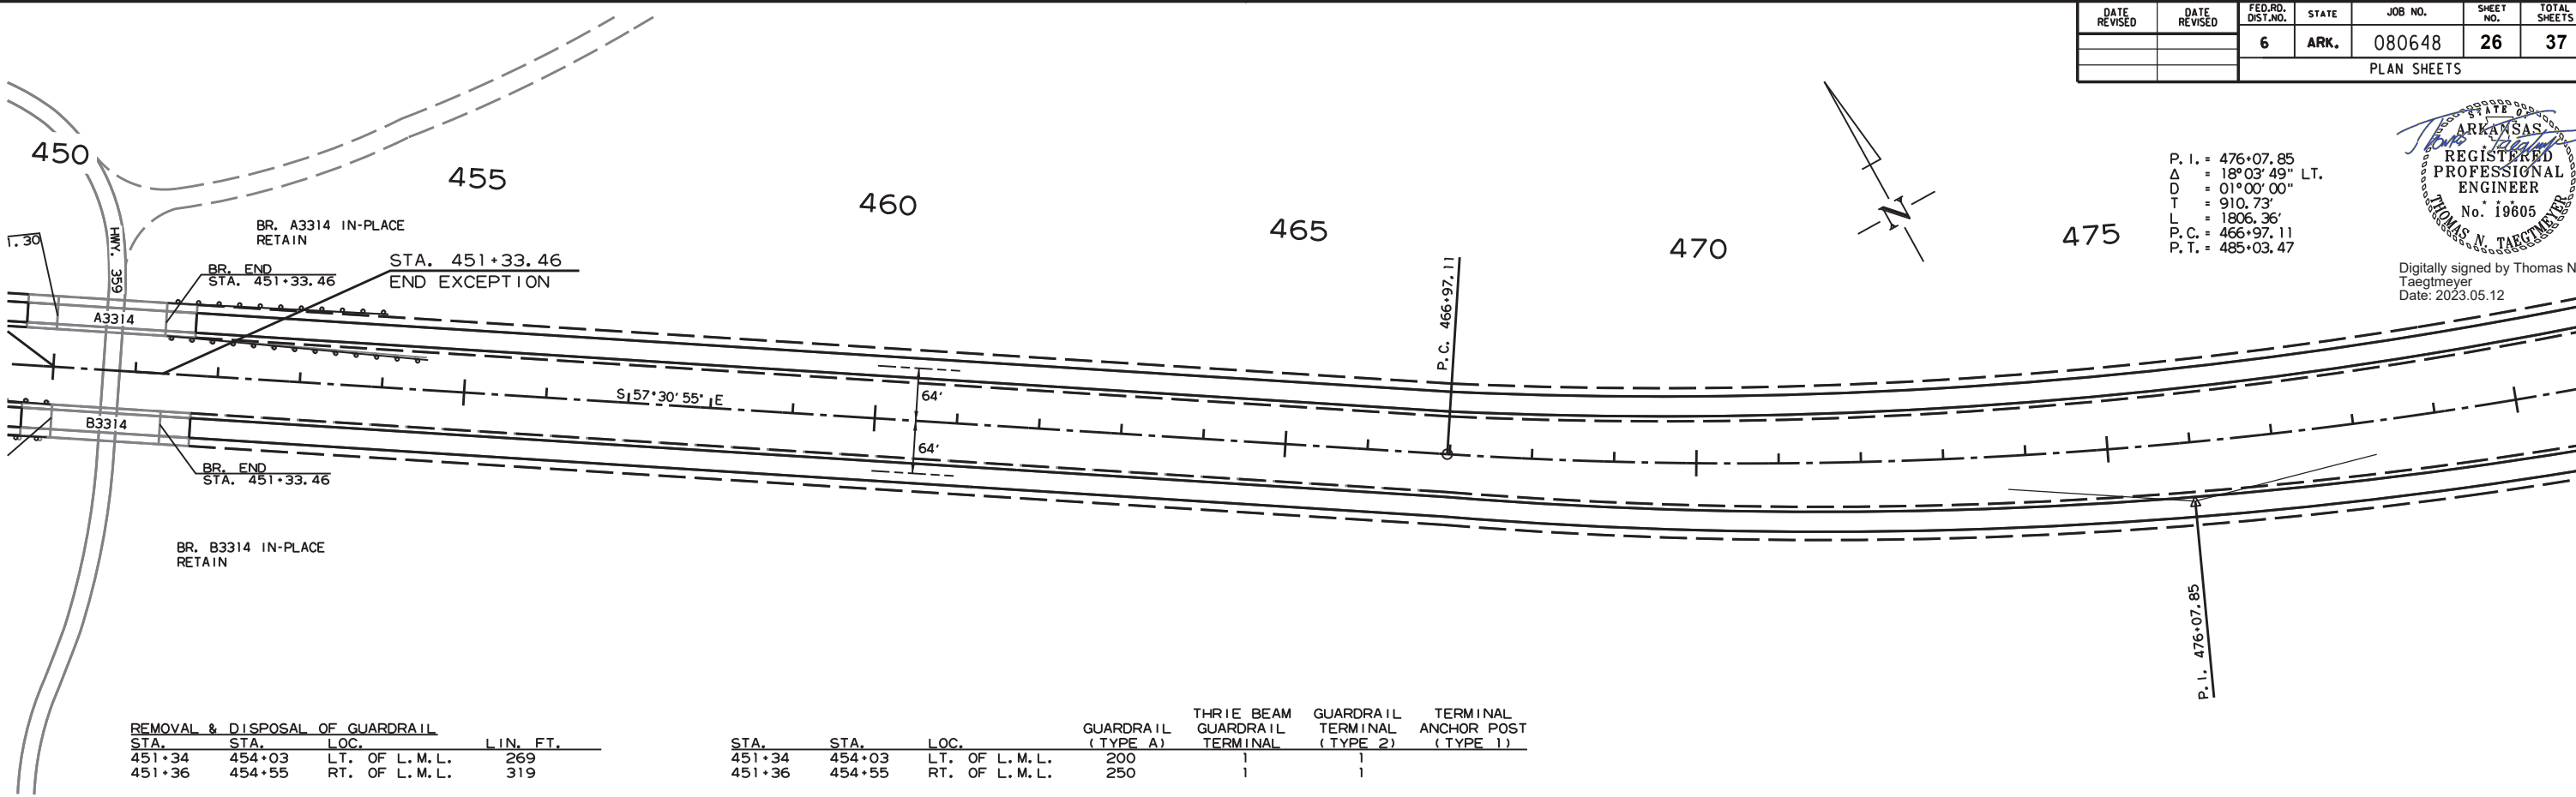 DATE REVISED
DATE REVISED
FED.RD. DIST.NO.
STATE
JOB NO.
SHEET NO.
TOTAL SHEETS
6
ARK.
080648
26
37
PLAN SHEETS
STATE OF
ARKANSAS
REGISTERED
PROFESSIONAL
ENGINEER
No. 19605
THOMAS N. TAEGTMEYER
Digitally signed by Thomas N
Taegtmeyer
Date: 2023.05.12
P.I. = 476+07.85
Δ = 18°03'49" LT.
D = 01°00'00"
T = 910.73'
L = 1806.36'
P.C. = 466+97.11
P.T. = 485+03.47
450
455
460
465
470
475
N
HWY. 359
1.30
BR. A3314 IN-PLACE
RETAIN
BR. END
STA. 451+33.46
STA. 451+33.46
END EXCEPTION
A3314
B3314
S 57°30'55" E
64'
64'
P.C. 466+97.11
BR. END
STA. 451+33.46
BR. B3314 IN-PLACE
RETAIN
P.I. 476+07.85
REMOVAL & DISPOSAL OF GUARDRAIL
STA. STA. LOC. LIN. FT.
451+34 454+03 LT. OF L.M.L. 269
451+36 454+55 RT. OF L.M.L. 319
THRIE BEAM GUARDRAIL TERMINAL
GUARDRAIL GUARDRAIL TERMINAL ANCHOR POST
STA. STA. LOC. (TYPE A) TERMINAL (TYPE 2) (TYPE 1)
451+34 454+03 LT. OF L.M.L. 200 1 1
451+36 454+55 RT. OF L.M.L. 250 1 1